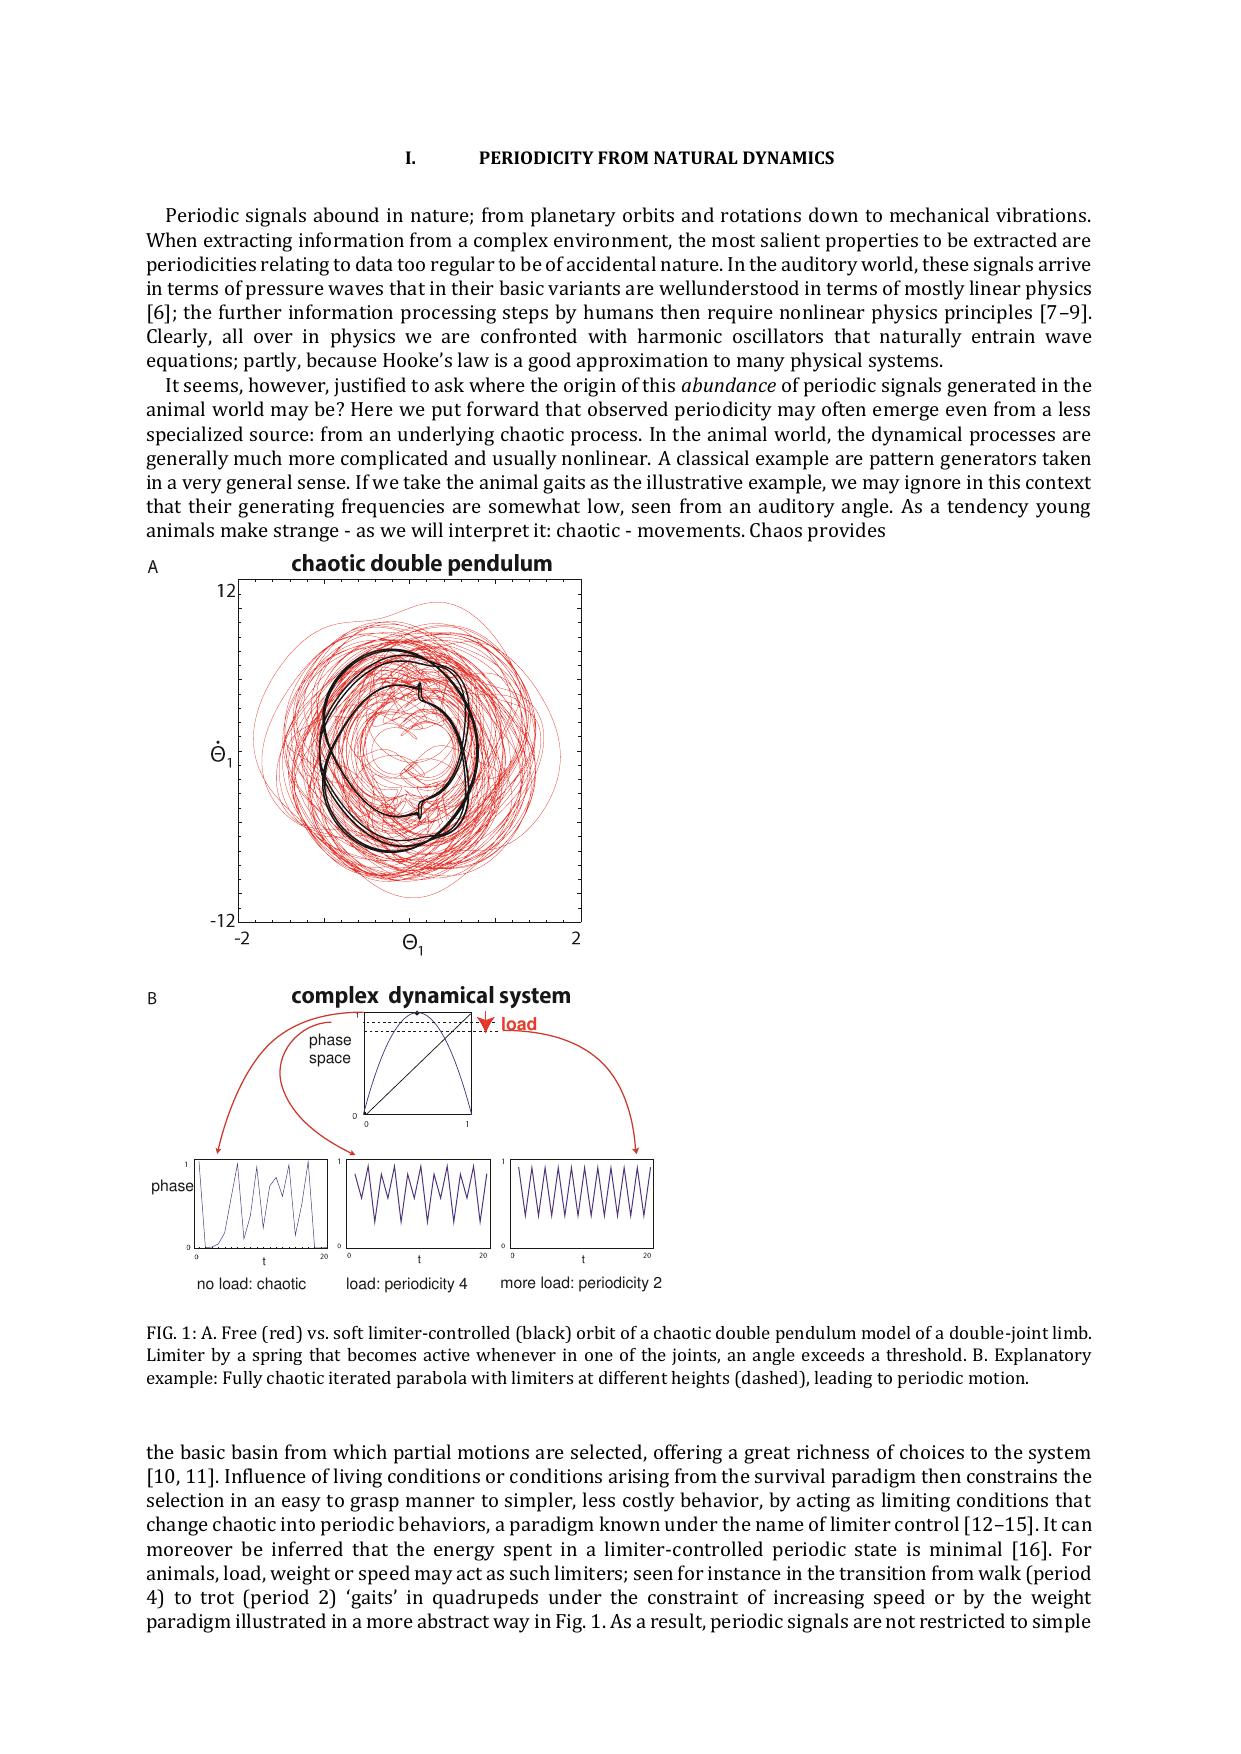 I. PERIODICITY FROM NATURAL DYNAMICS
Periodic signals abound in nature; from planetary orbits and rotations down to mechanical vibrations.
When extracting information from a complex environment, the most salient properties to be extracted are
periodicities relating to data too regular to be of accidental nature. In the auditory world, these signals arrive
in terms of pressure waves that in their basic variants are wellunderstood in terms of mostly linear physics
[6]; the further information processing steps by humans then require nonlinear physics principles [7–9].
Clearly, all over in physics we are confronted with harmonic oscillators that naturally entrain wave
equations; partly, because Hooke’s law is a good approximation to many physical systems.
It seems, however, justified to ask where the origin of this abundance of periodic signals generated in the
animal world may be? Here we put forward that observed periodicity may often emerge even from a less
specialized source: from an underlying chaotic process. In the animal world, the dynamical processes are
generally much more complicated and usually nonlinear. A classical example are pattern generators taken
in a very general sense. If we take the animal gaits as the illustrative example, we may ignore in this context
that their generating frequencies are somewhat low, seen from an auditory angle. As a tendency young
animals make strange - as we will interpret it: chaotic - movements. Chaos provides
A chaotic double pendulum
12
Θ̇1
-12
-2 Θ1 2
B complex dynamical system
1
load
phase
space
0
0 1
1 1 1
phase
0 0 0
0 t 20 0 t 20 0 t 20
no load: chaotic load: periodicity 4 more load: periodicity 2
FIG. 1: A. Free (red) vs. soft limiter-controlled (black) orbit of a chaotic double pendulum model of a double-joint limb.
Limiter by a spring that becomes active whenever in one of the joints, an angle exceeds a threshold. B. Explanatory
example: Fully chaotic iterated parabola with limiters at different heights (dashed), leading to periodic motion.
the basic basin from which partial motions are selected, offering a great richness of choices to the system
[10, 11]. Influence of living conditions or conditions arising from the survival paradigm then constrains the
selection in an easy to grasp manner to simpler, less costly behavior, by acting as limiting conditions that
change chaotic into periodic behaviors, a paradigm known under the name of limiter control [12–15]. It can
moreover be inferred that the energy spent in a limiter-controlled periodic state is minimal [16]. For
animals, load, weight or speed may act as such limiters; seen for instance in the transition from walk (period
4) to trot (period 2) ‘gaits’ in quadrupeds under the constraint of increasing speed or by the weight
paradigm illustrated in a more abstract way in Fig. 1. As a result, periodic signals are not restricted to simple